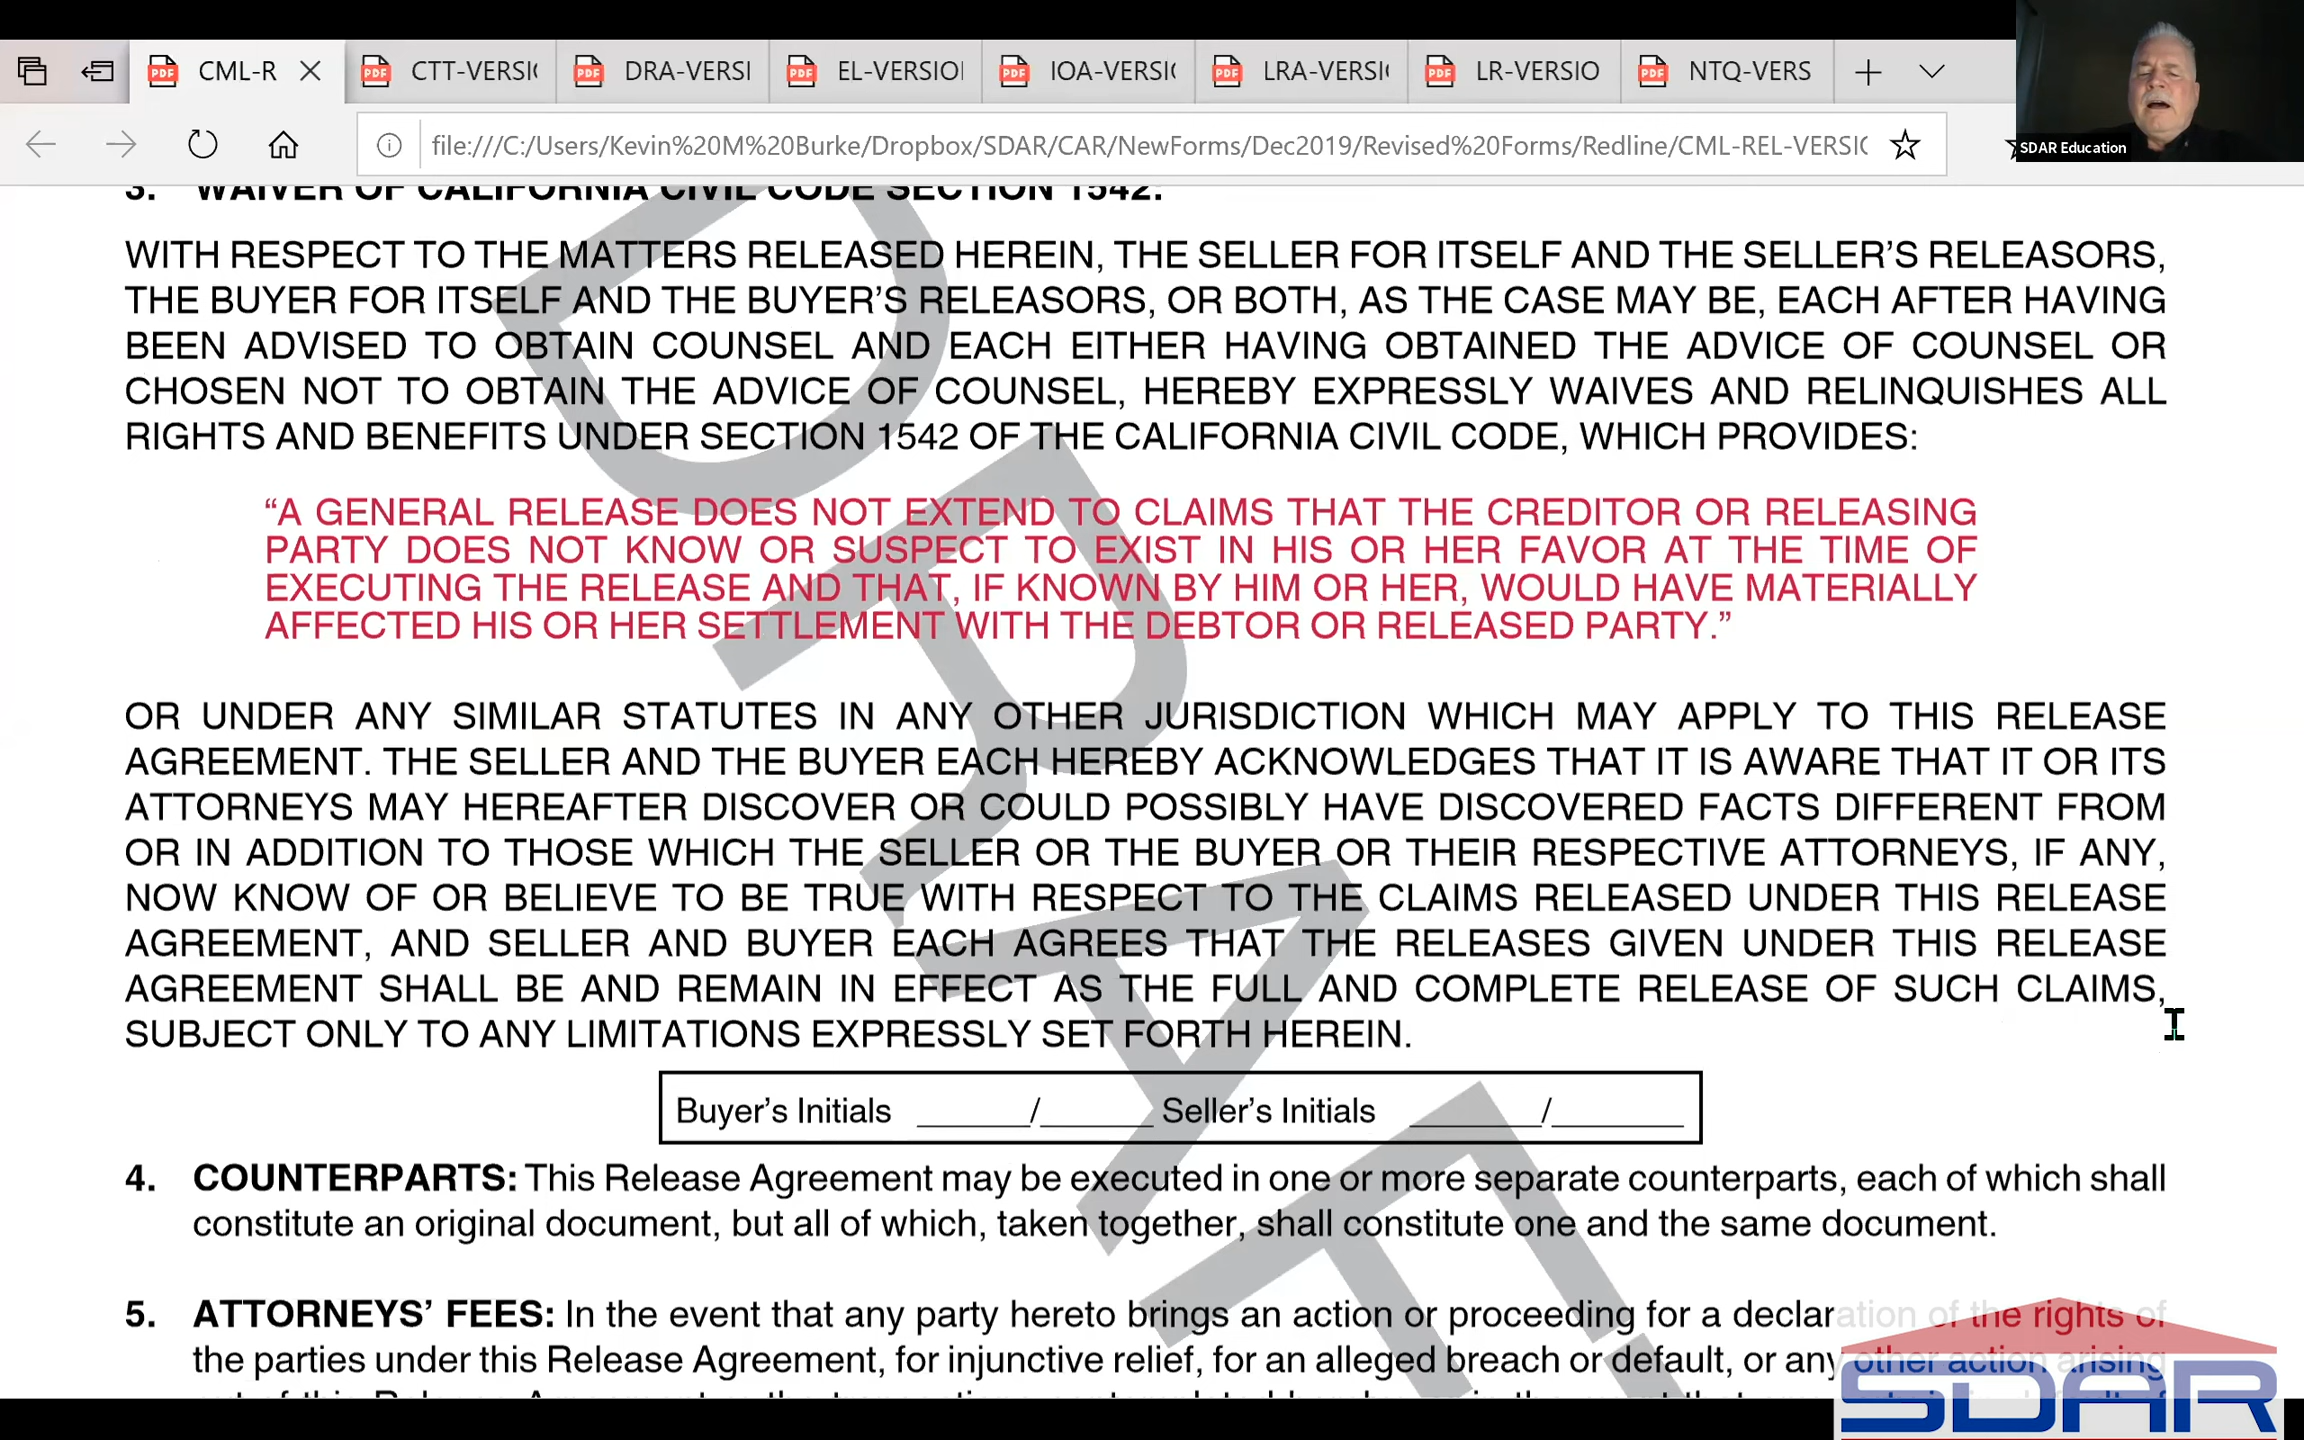 CML-R
CTT-VERSI
DRA-VERSI
EL-VERSIO
IOA-VERSI
LRA-VERSI
LR-VERSIO
NTQ-VERS
file:///C:/Users/Kevin%20M%20Burke/Dropbox/SDAR/CAR/NewForms/Dec2019/Revised%20Forms/Redline/CML-REL-VERSIC
SDAR Education
3. WAIVER OF CALIFORNIA CIVIL CODE SECTION 1542:
WITH RESPECT TO THE MATTERS RELEASED HEREIN, THE SELLER FOR ITSELF AND THE SELLER’S RELEASORS,
THE BUYER FOR ITSELF AND THE BUYER’S RELEASORS, OR BOTH, AS THE CASE MAY BE, EACH AFTER HAVING
BEEN ADVISED TO OBTAIN COUNSEL AND EACH EITHER HAVING OBTAINED THE ADVICE OF COUNSEL OR
CHOSEN NOT TO OBTAIN THE ADVICE OF COUNSEL, HEREBY EXPRESSLY WAIVES AND RELINQUISHES ALL
RIGHTS AND BENEFITS UNDER SECTION 1542 OF THE CALIFORNIA CIVIL CODE, WHICH PROVIDES:
“A GENERAL RELEASE DOES NOT EXTEND TO CLAIMS THAT THE CREDITOR OR RELEASING
PARTY DOES NOT KNOW OR SUSPECT TO EXIST IN HIS OR HER FAVOR AT THE TIME OF
EXECUTING THE RELEASE AND THAT, IF KNOWN BY HIM OR HER, WOULD HAVE MATERIALLY
AFFECTED HIS OR HER SETTLEMENT WITH THE DEBTOR OR RELEASED PARTY.”
OR UNDER ANY SIMILAR STATUTES IN ANY OTHER JURISDICTION WHICH MAY APPLY TO THIS RELEASE
AGREEMENT. THE SELLER AND THE BUYER EACH HEREBY ACKNOWLEDGES THAT IT IS AWARE THAT IT OR ITS
ATTORNEYS MAY HEREAFTER DISCOVER OR COULD POSSIBLY HAVE DISCOVERED FACTS DIFFERENT FROM
OR IN ADDITION TO THOSE WHICH THE SELLER OR THE BUYER OR THEIR RESPECTIVE ATTORNEYS, IF ANY,
NOW KNOW OF OR BELIEVE TO BE TRUE WITH RESPECT TO THE CLAIMS RELEASED UNDER THIS RELEASE
AGREEMENT, AND SELLER AND BUYER EACH AGREES THAT THE RELEASES GIVEN UNDER THIS RELEASE
AGREEMENT SHALL BE AND REMAIN IN EFFECT AS THE FULL AND COMPLETE RELEASE OF SUCH CLAIMS,
SUBJECT ONLY TO ANY LIMITATIONS EXPRESSLY SET FORTH HEREIN.
Buyer’s Initials ______/______ Seller’s Initials _______/_______
4. COUNTERPARTS: This Release Agreement may be executed in one or more separate counterparts, each of which shall
constitute an original document, but all of which, taken together, shall constitute one and the same document.
5. ATTORNEYS’ FEES: In the event that any party hereto brings an action or proceeding for a declaration of the rights of
the parties under this Release Agreement, for injunctive relief, for an alleged breach or default, or any other action arising
DRAF
SDAR